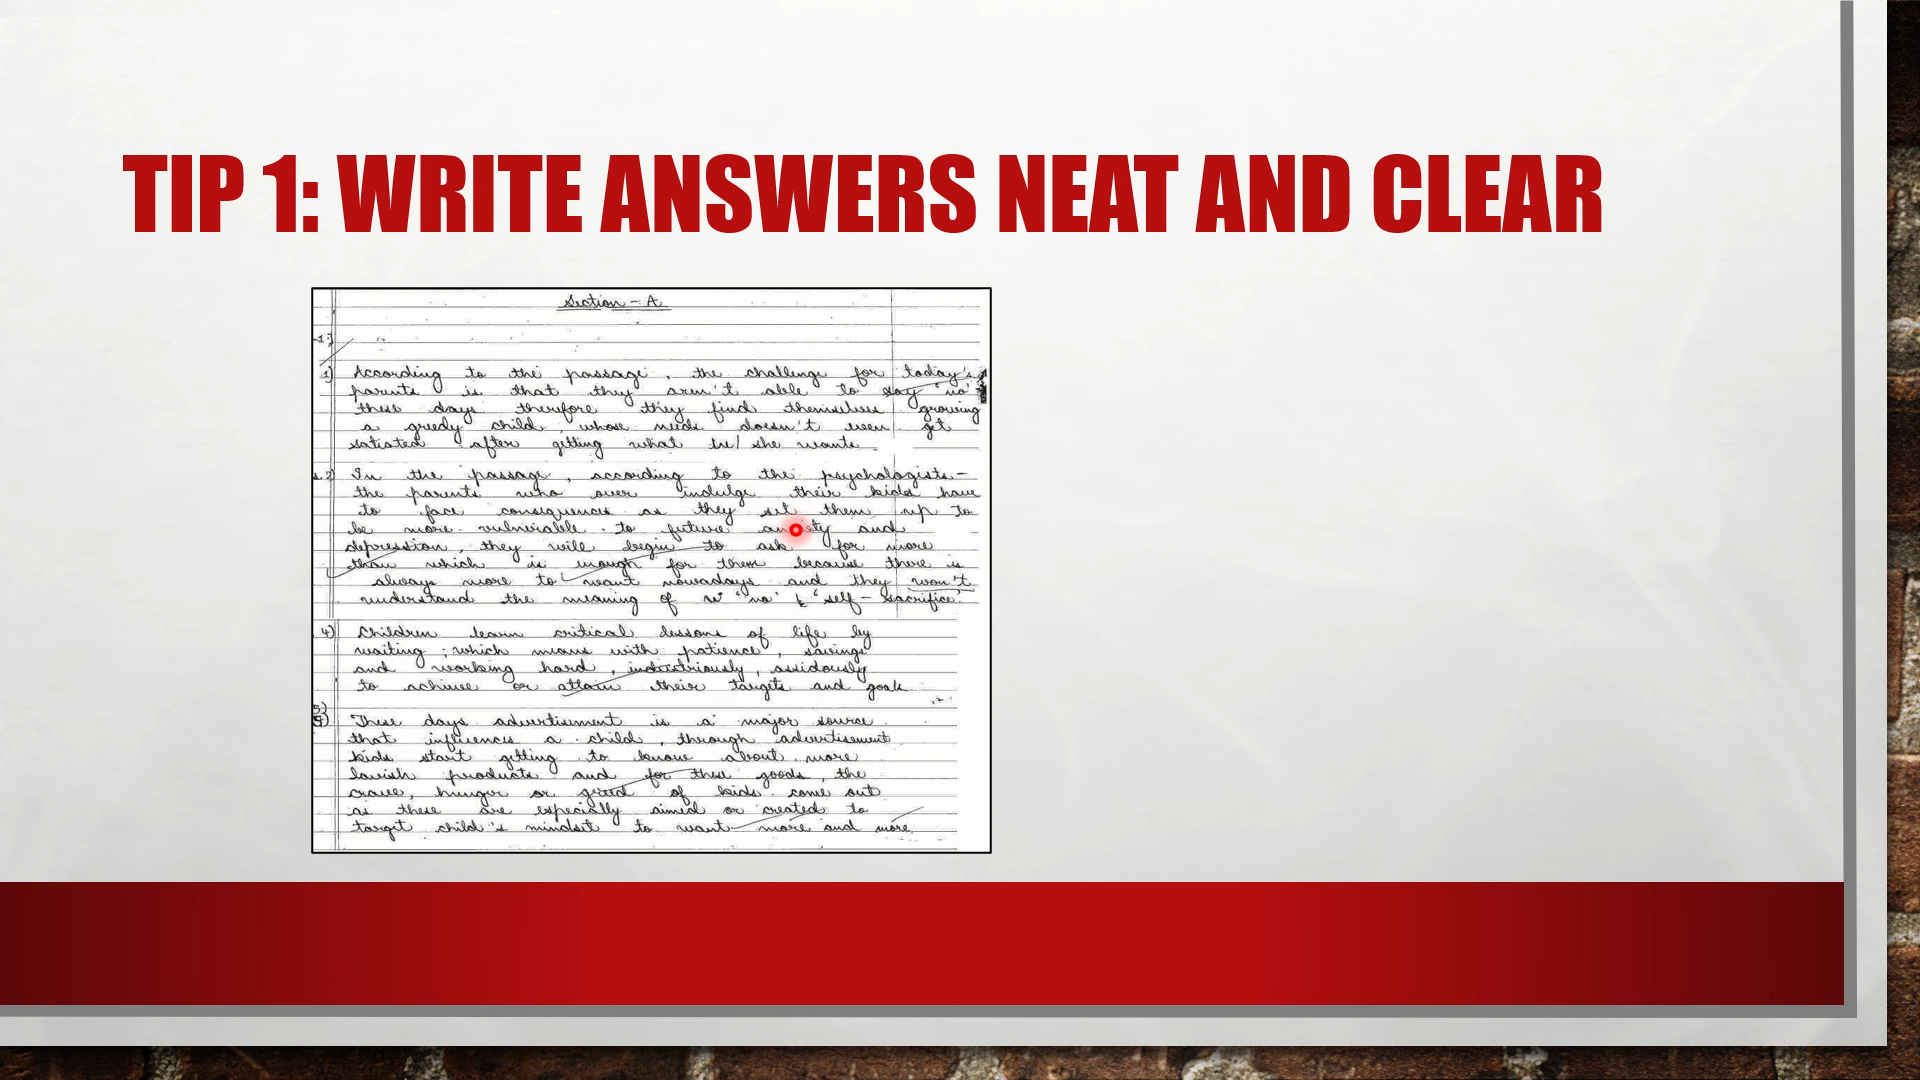 TIP 1: WRITE ANSWERS NEAT AND CLEAR
Section - A
1)
According to the passage, the challenge for today's
parents is that they aren't able to say 'no'
these days therefore they find themselves growing
a greedy child, whose needs doesn't even get
satiated after getting what he/she wants.
2) In the passage, according to the psychologists-
the parents who over indulge their kids have
to face consequences as they set them up to
be more vulnerable to future anxiety and
depression, they will begin to ask for more
than which is enough for them because there is
always more to want nowadays and they won't
understand the meaning of 'no' & 'self-sacrifice'.
4) Children learn critical lessons of life by
waiting; which means with patience, savings
and working hard, industriously, assidously
to achieve or attain their targets and goals
5)
These days advertisment is a major source
that influences a child, through advertisement
kids start getting to know about more
lavish products and for these goods, the
crave, hunger or greed of kids come out
as these are especially aimed or created to
target child's mindset to want more and more.